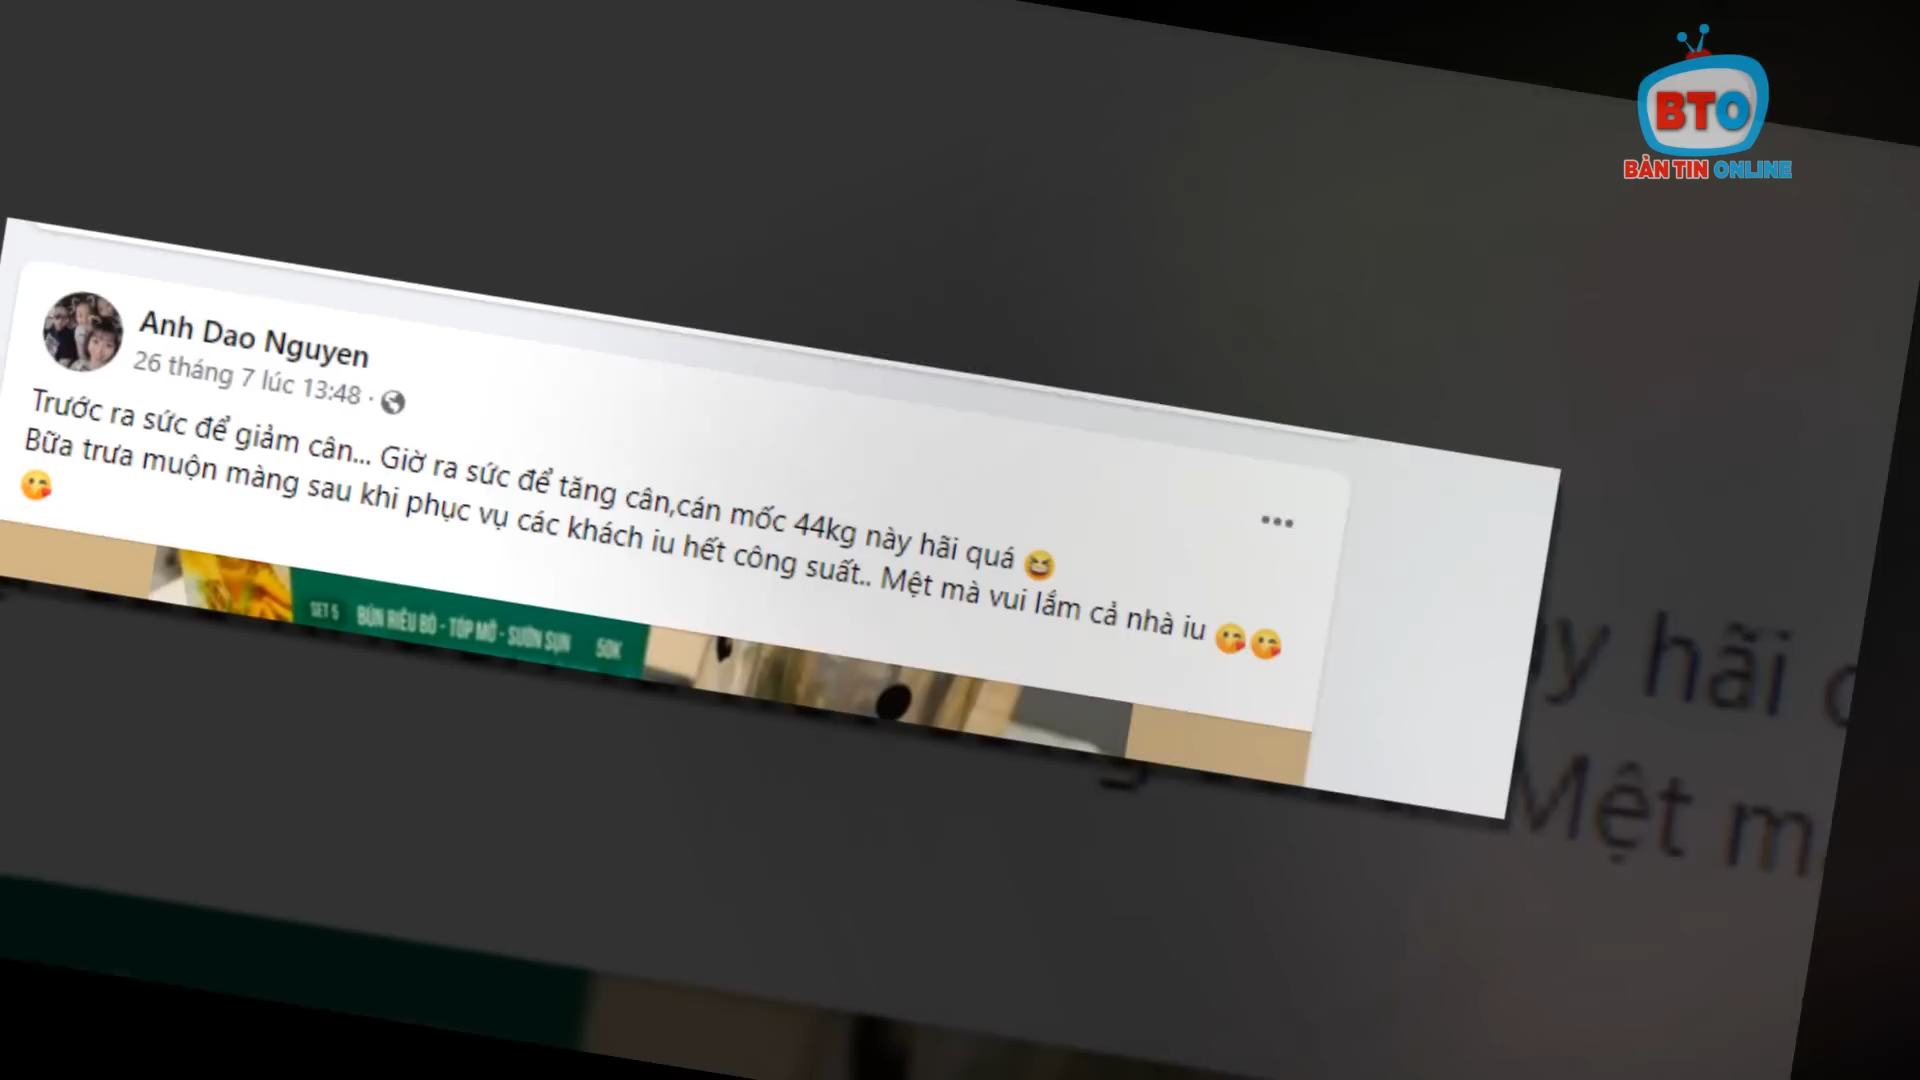 BTO
BẢN TIN ONLINE
Anh Dao Nguyen
26 tháng 7 lúc 13:48 ·
Trước ra sức để giảm cân... Giờ ra sức để tăng cân,cán mốc 44kg này hãi quá 😆
Bữa trưa muộn màng sau khi phục vụ các khách iu hết công suất.. Mệt mà vui lắm cả nhà iu 😘😘
😘
SET 5 BÚN RIÊU BÒ - TÓP MỠ - SƯỜN SỤN 50K
hãi
Mệt m